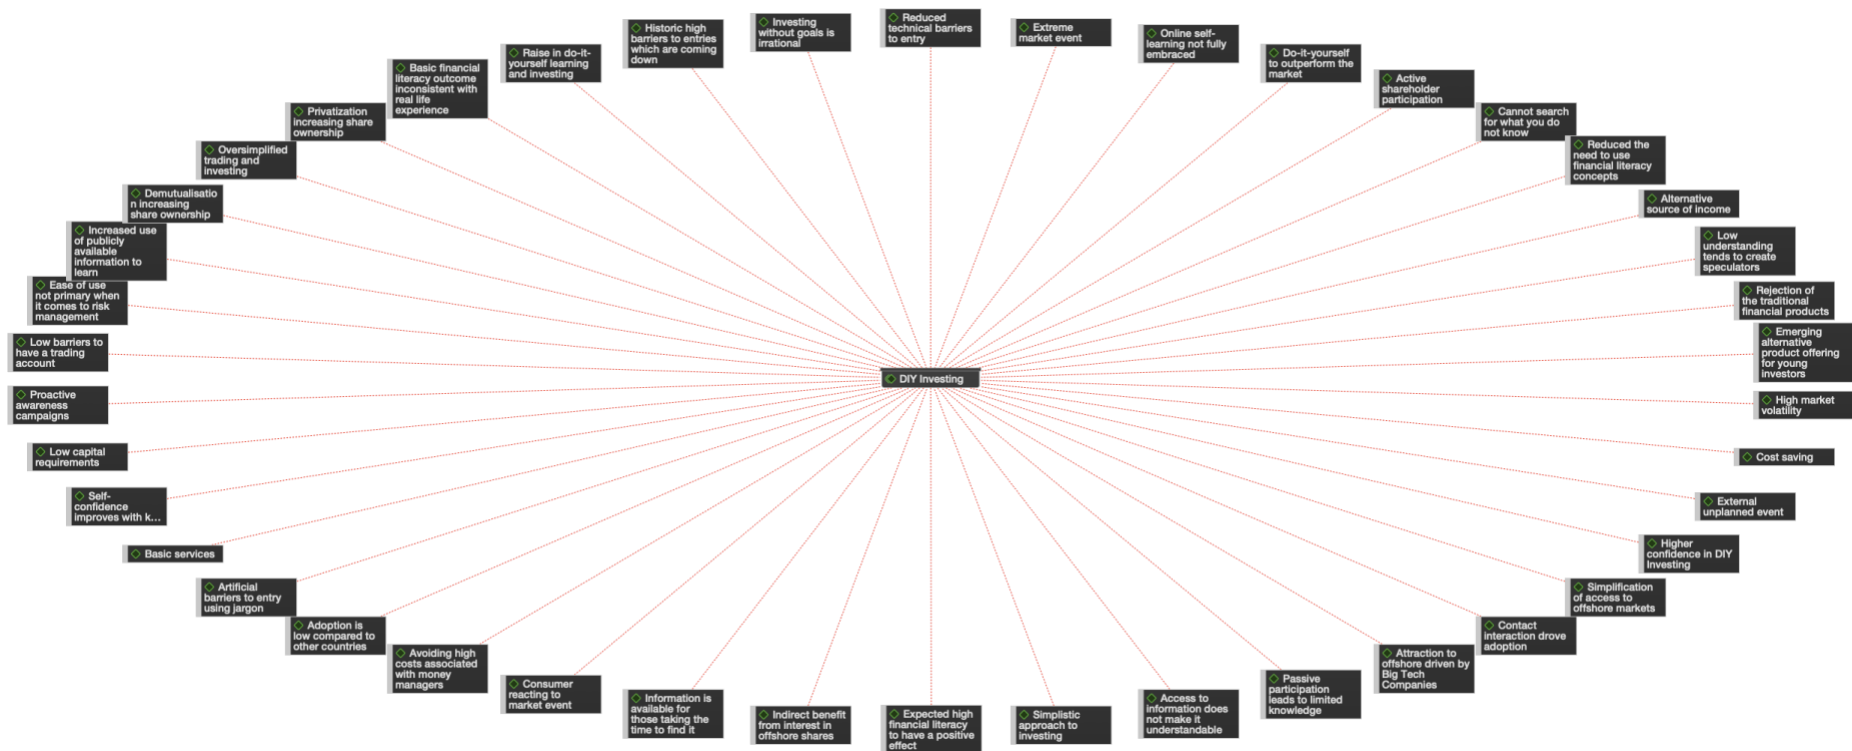 Reduced
technical barriers
to entry
Extreme
market event
Online self-
learning not fully
embraced
Do-it-yourself
to outperform the
market
Active
shareholder
participation
Cannot search
for what you do
not know
Reduced the
need to use
financial literacy
concepts
Alternative
source of income
Low
understanding
tends to create
speculators
Rejection of
the traditional
financial products
Emerging
alternative
product offering
for young
investors
High market
volatility
Cost saving
External
unplanned event
Higher
confidence in DIY
Investing
Simplification
of access to
offshore markets
Contact
interaction drove
adoption
Attraction to
offshore driven by
Big Tech
Companies
Passive
participation
leads to limited
knowledge
Access to
information does
not make it
understandable
Simplistic
approach to
investing
Expected high
financial literacy
to have a positive
effect
Indirect benefit
from interest in
offshore shares
Information is
available for
those taking the
time to find it
Consumer
reacting to
market event
Avoiding high
costs associated
with money
managers
Adoption is
low compared to
other countries
Artificial
barriers to entry
using jargon
Basic services
Self-
confidence
improves with k...
Low capital
requirements
Proactive
awareness
campaigns
Low barriers to
have a trading
account
Ease of use
not primary when
it comes to risk
management
Increased use
of publicly
available
information to
learn
Demutualisatio
n increasing
share ownership
Oversimplified
trading and
investing
Privatization
increasing share
ownership
Basic financial
literacy outcome
inconsistent with
real life
experience
Raise in do-it-
yourself learning
and investing
Historic high
barriers to entries
which are coming
down
Investing
without goals is
irrational
DIY Investing